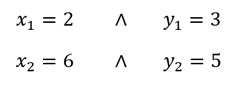 x₁ = 2 ∧ y₁ = 3
x₂ = 6 ∧ y₂ = 5